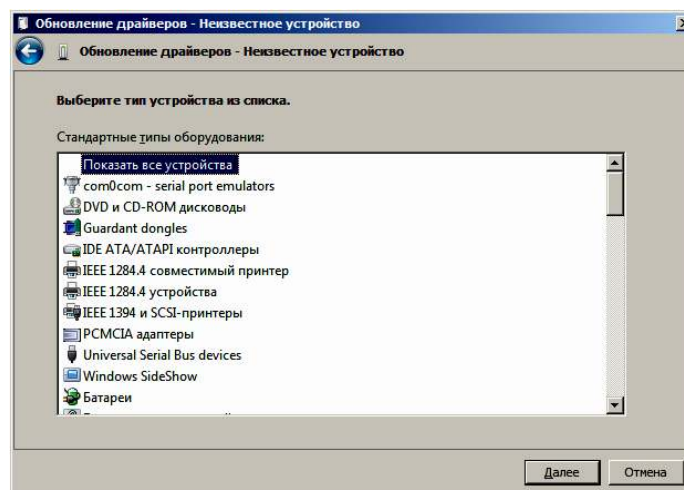 Обновление драйверов - Неизвестное устройство
Обновление драйверов - Неизвестное устройство
Выберите тип устройства из списка.
Стандартные типы оборудования:
Показать все устройства
com0com - serial port emulators
DVD и CD-ROM дисководы
Guardant dongles
IDE ATA/ATAPI контроллеры
IEEE 1284.4 совместимый принтер
IEEE 1284.4 устройства
IEEE 1394 и SCSI-принтеры
PCMCIA адаптеры
Universal Serial Bus devices
Windows SideShow
Батареи
Далее Отмена